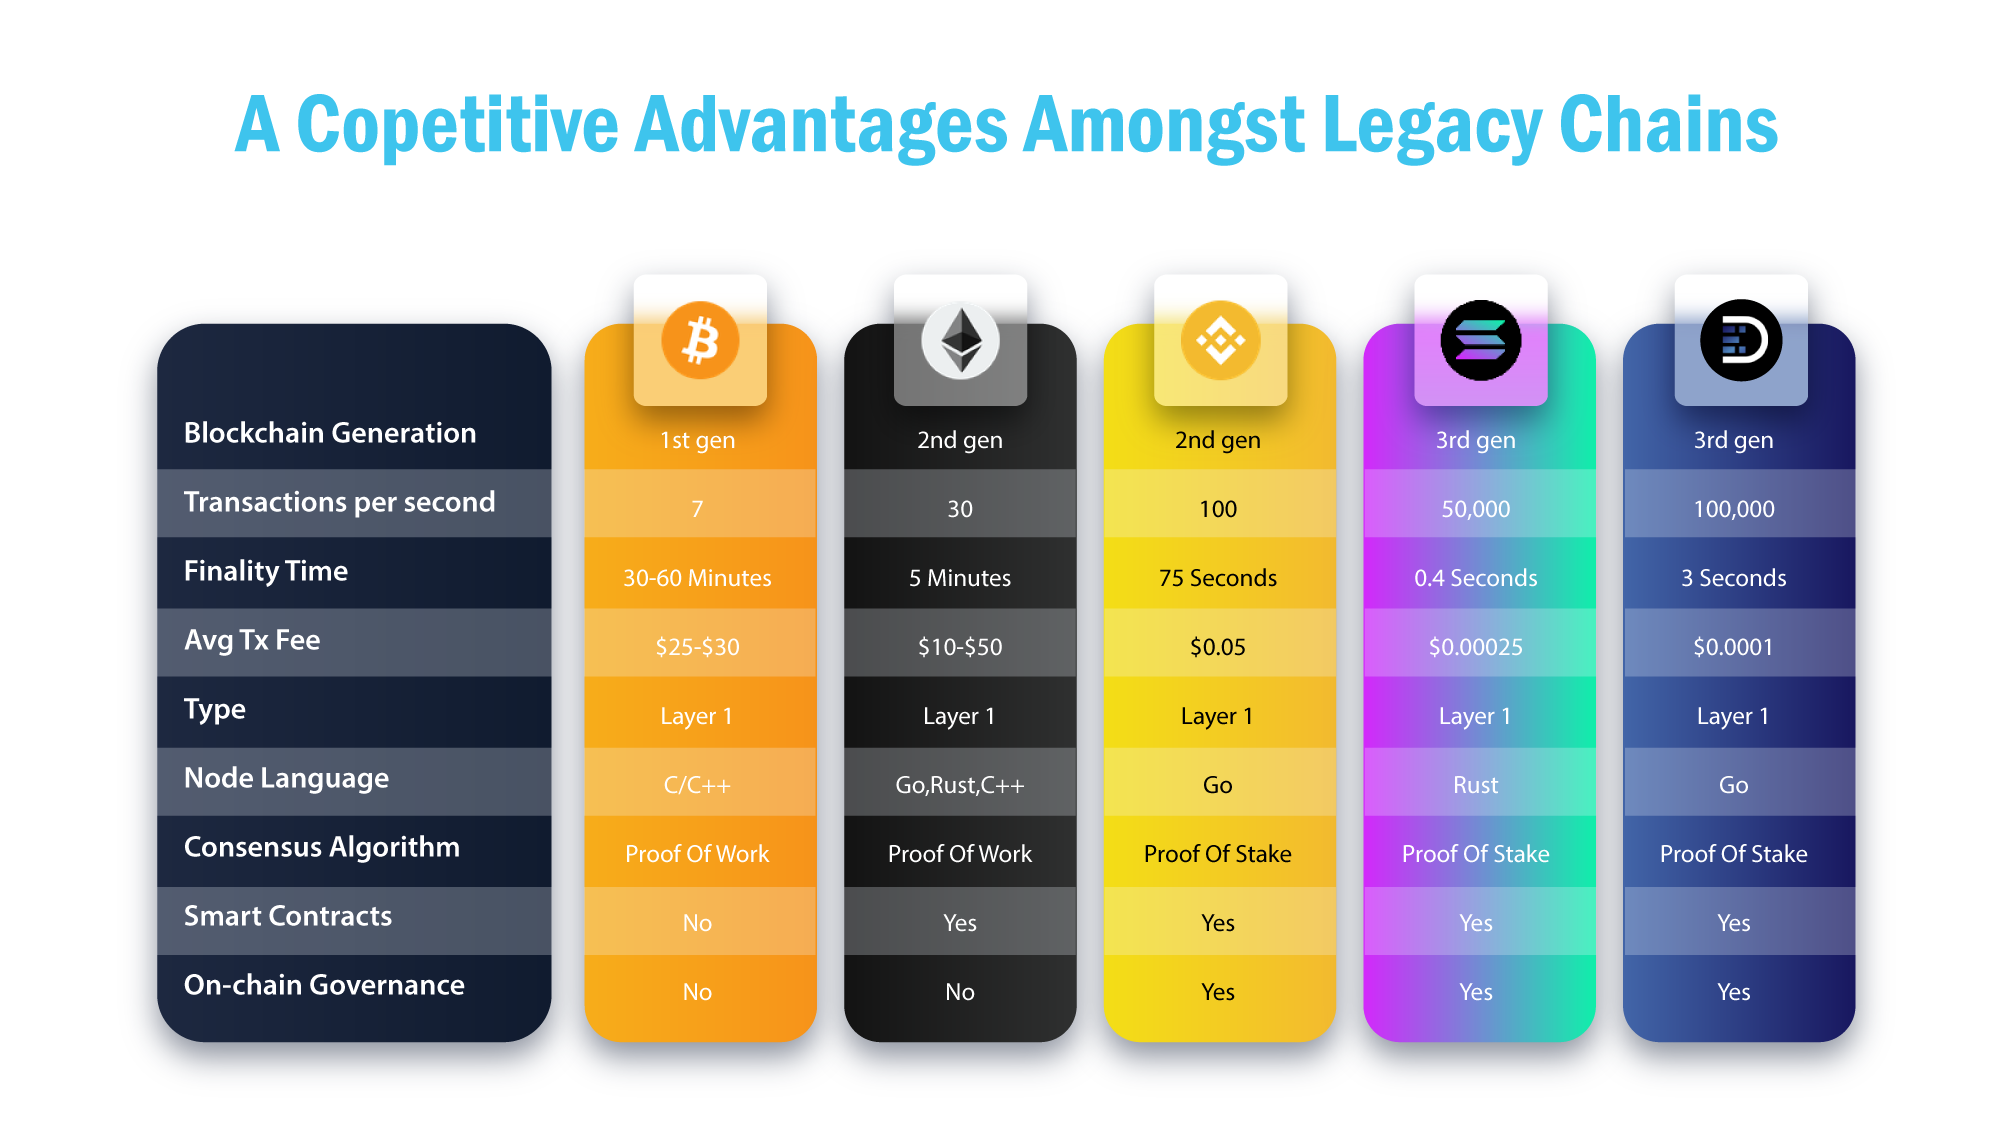 A Copetitive Advantages Amongst Legacy Chains
Blockchain Generation 1st gen 2nd gen 2nd gen 3rd gen 3rd gen
Transactions per second 7 30 100 50,000 100,000
Finality Time 30-60 Minutes 5 Minutes 75 Seconds 0.4 Seconds 3 Seconds
Avg Tx Fee $25-$30 $10-$50 $0.05 $0.00025 $0.0001
Type Layer 1 Layer 1 Layer 1 Layer 1 Layer 1
Node Language C/C++ Go,Rust,C++ Go Rust Go
Consensus Algorithm Proof Of Work Proof Of Work Proof Of Stake Proof Of Stake Proof Of Stake
Smart Contracts No Yes Yes Yes Yes
On-chain Governance No No Yes Yes Yes